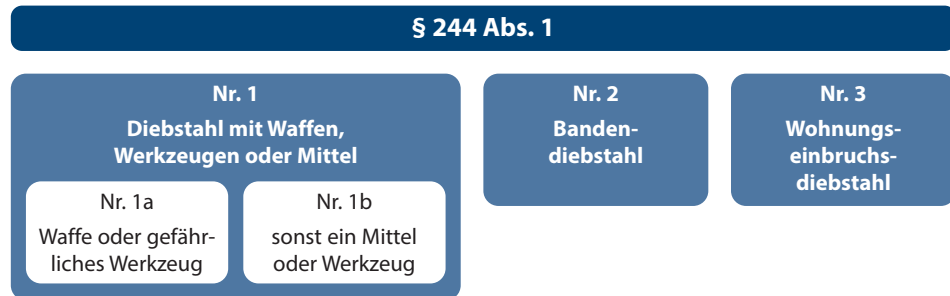 § 244 Abs. 1
Nr. 1
Diebstahl mit Waffen,
Werkzeugen oder Mittel
Nr. 1a
Waffe oder gefähr-
liches Werkzeug
Nr. 1b
sonst ein Mittel
oder Werkzeug
Nr. 2
Banden-
diebstahl
Nr. 3
Wohnungs-
einbruchs-
diebstahl